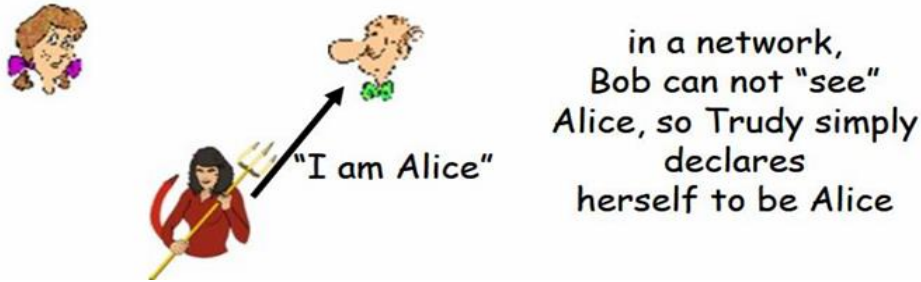 "I am Alice"
in a network,
Bob can not “see”
Alice, so Trudy simply
declares
herself to be Alice